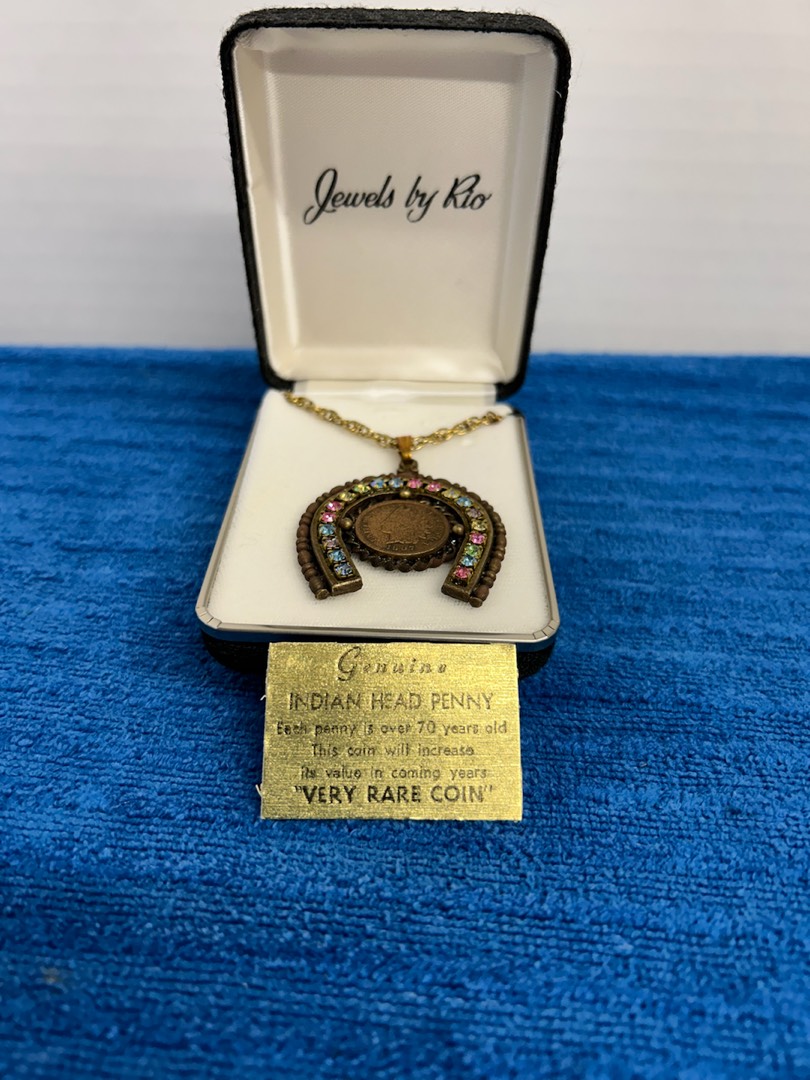 Jewels by Rio
Genuine
INDIAN HEAD PENNY
Each penny is over 70 years old
This coin will increase
its value in coming years
"VERY RARE COIN"